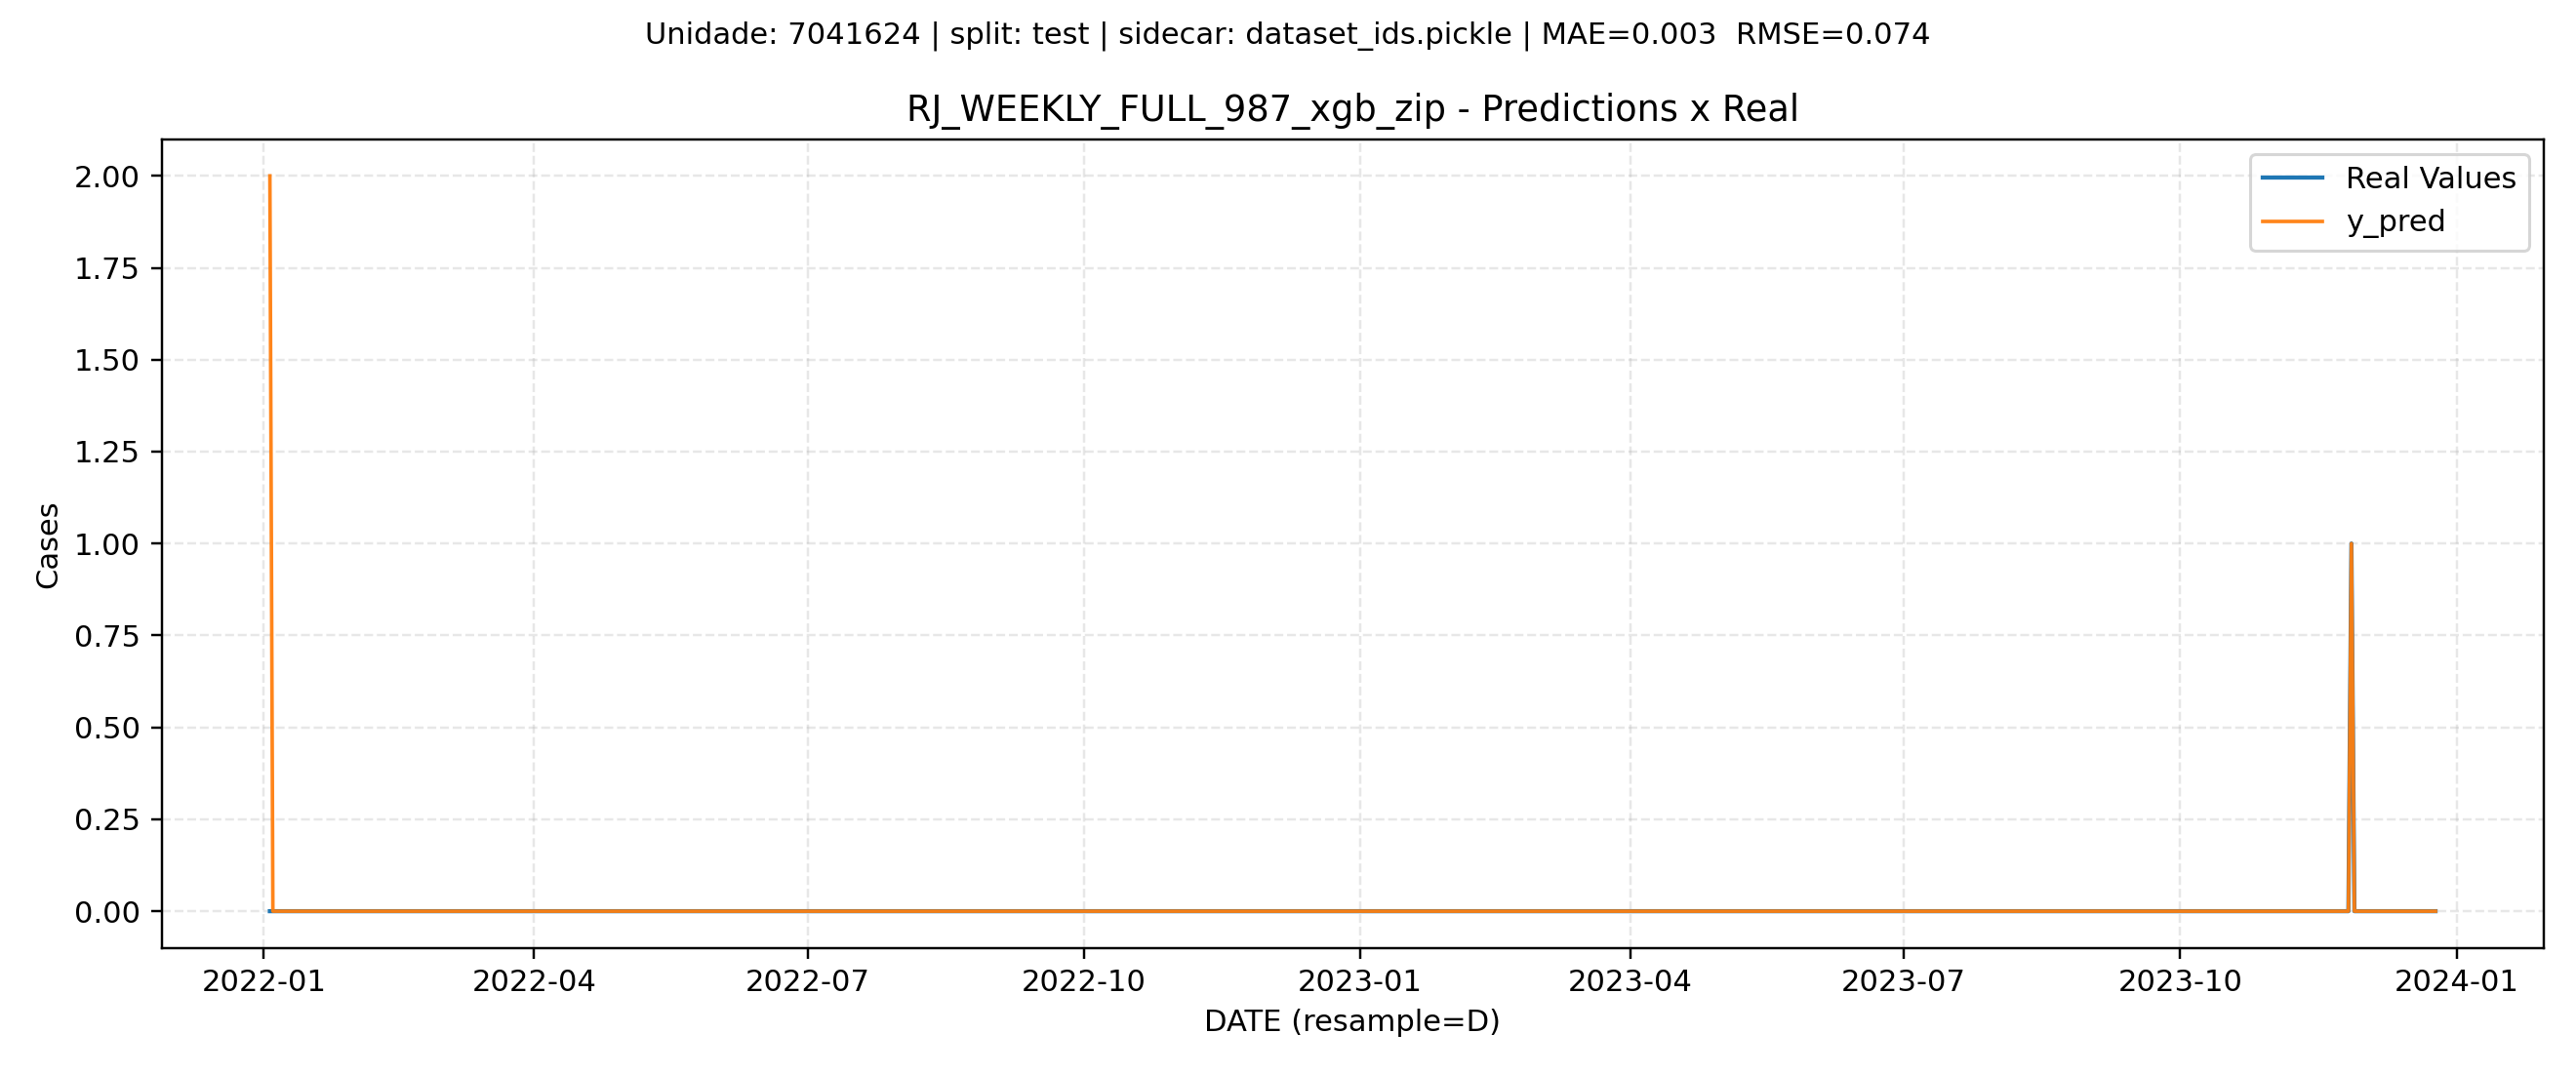 Unidade: 7041624 | split: test | sidecar: dataset_ids.pickle | MAE=0.003  RMSE=0.074
RJ_WEEKLY_FULL_987_xgb_zip - Predictions x Real
Real Values
y_pred
Cases
2.00
1.75
1.50
1.25
1.00
0.75
0.50
0.25
0.00
2022-01 2022-04 2022-07 2022-10 2023-01 2023-04 2023-07 2023-10 2024-01
DATE (resample=D)